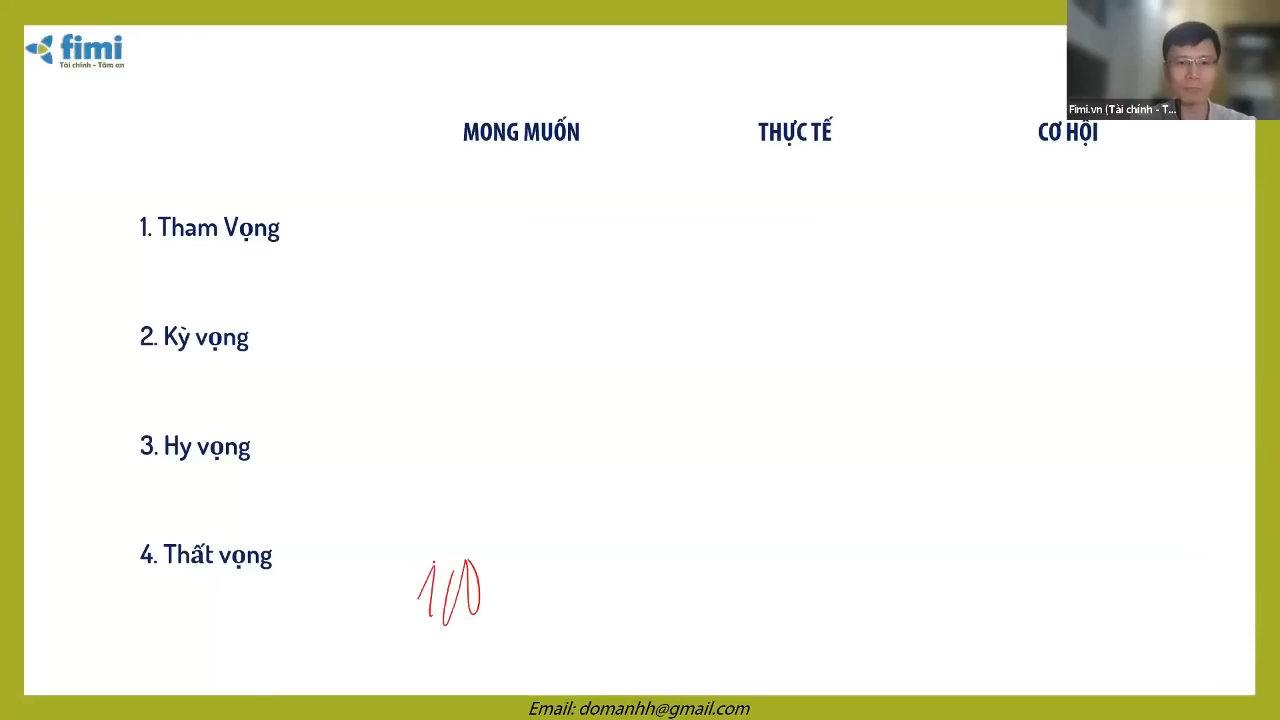 fimi
Tài chính - Tâm an
Fimi.vn (Tài chính - T...
MONG MUỐN THỰC TẾ CƠ HỘI
1. Tham Vọng
2. Kỳ vọng
3. Hy vọng
4. Thất vọng
10
Email: domanhh@gmail.com